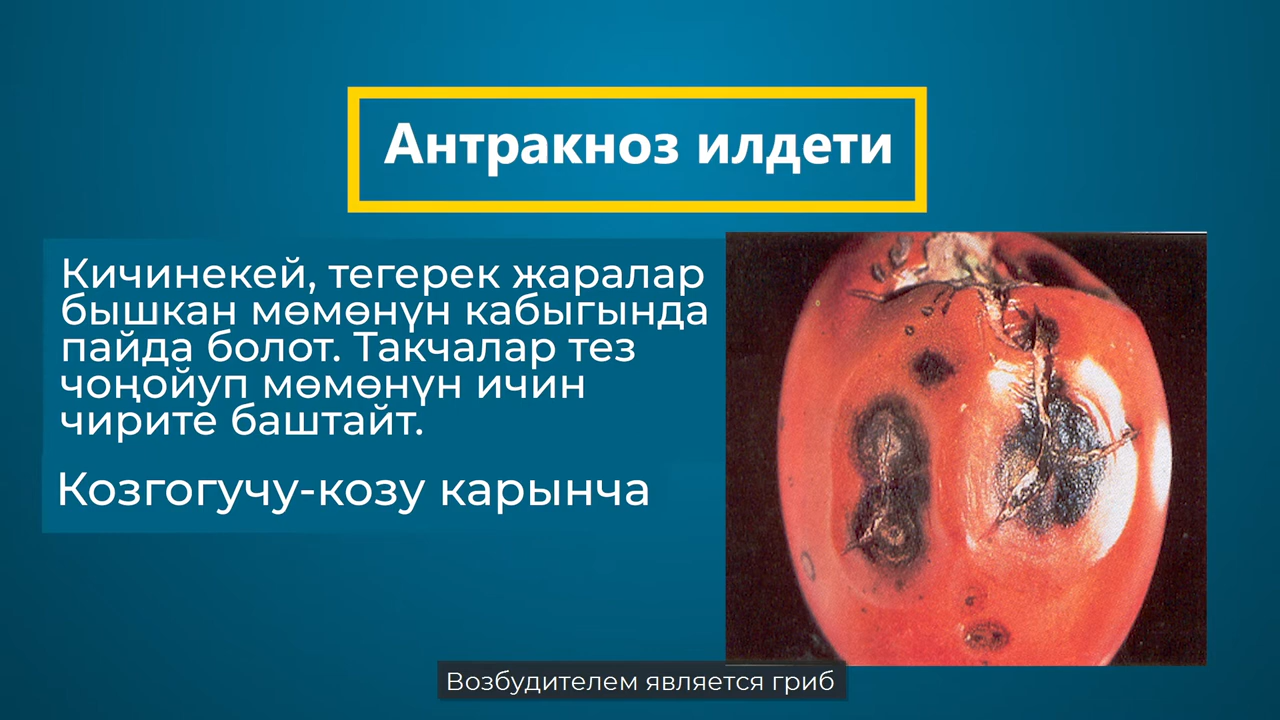 Антракноз илдети
Кичинекей, тегерек жаралар
бышкан мөмөнүн кабыгында
пайда болот. Такчалар тез
чоңойуп мөмөнүн ичин
чирите баштайт.
Козгогучу-козу карынча
Возбудителем является гриб